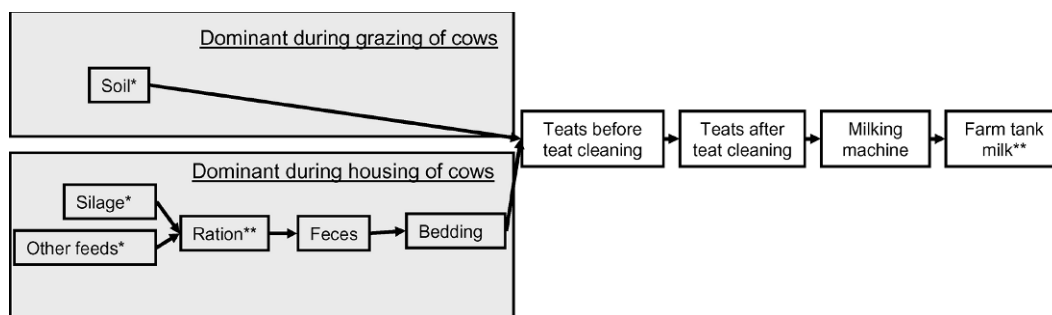 Dominant during grazing of cows
Soil*
Teats before
teat cleaning
Teats after
teat cleaning
Milking
machine
Farm tank
milk**
Dominant during housing of cows
Silage*
Other feeds*
Ration**
Feces
Bedding